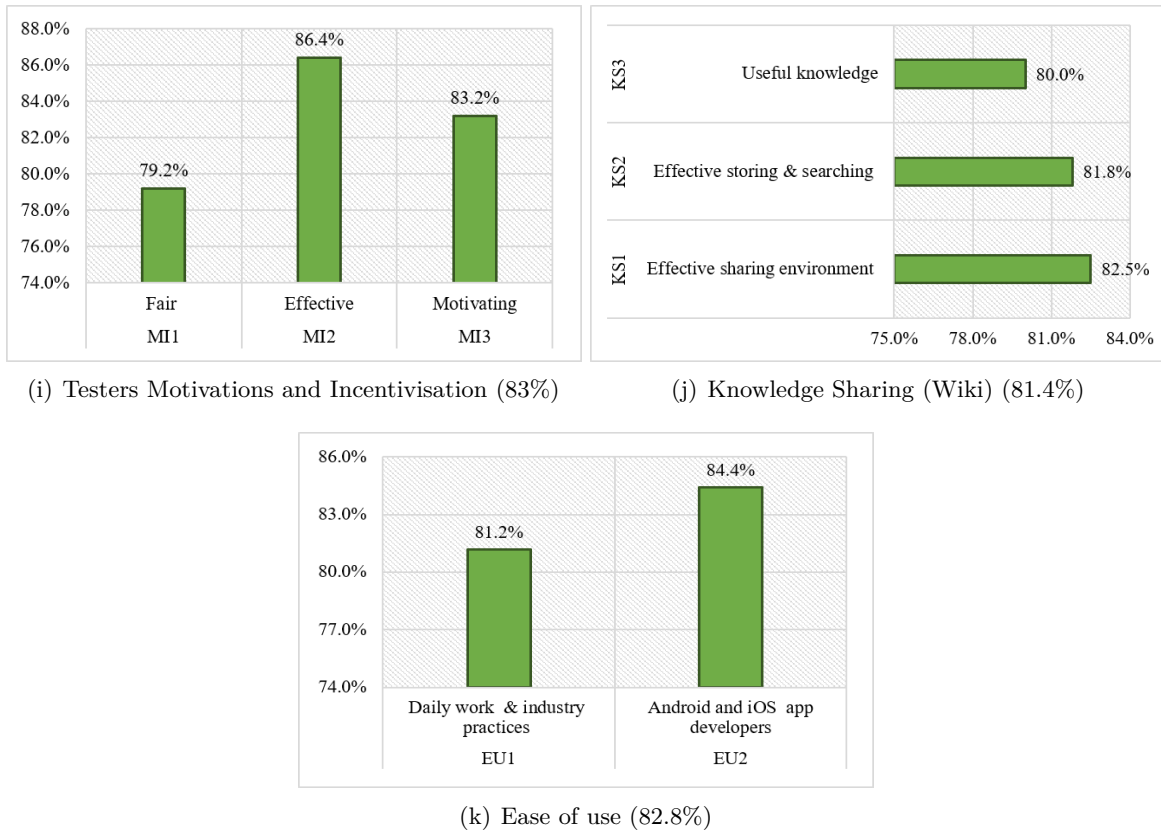 88.0%
86.0%
84.0%
82.0%
80.0%
78.0%
76.0%
74.0%
79.2%
86.4%
83.2%
Fair
Effective
Motivating
MI1
MI2
MI3
(i) Testers Motivations and Incentivisation (83%)
KS3
Useful knowledge
80.0%
KS2
Effective storing & searching
81.8%
KS1
Effective sharing environment
82.5%
75.0%
78.0%
81.0%
84.0%
(j) Knowledge Sharing (Wiki) (81.4%)
86.0%
83.0%
80.0%
77.0%
74.0%
81.2%
84.4%
Daily work & industry
practices
Android and iOS app
developers
EU1
EU2
(k) Ease of use (82.8%)